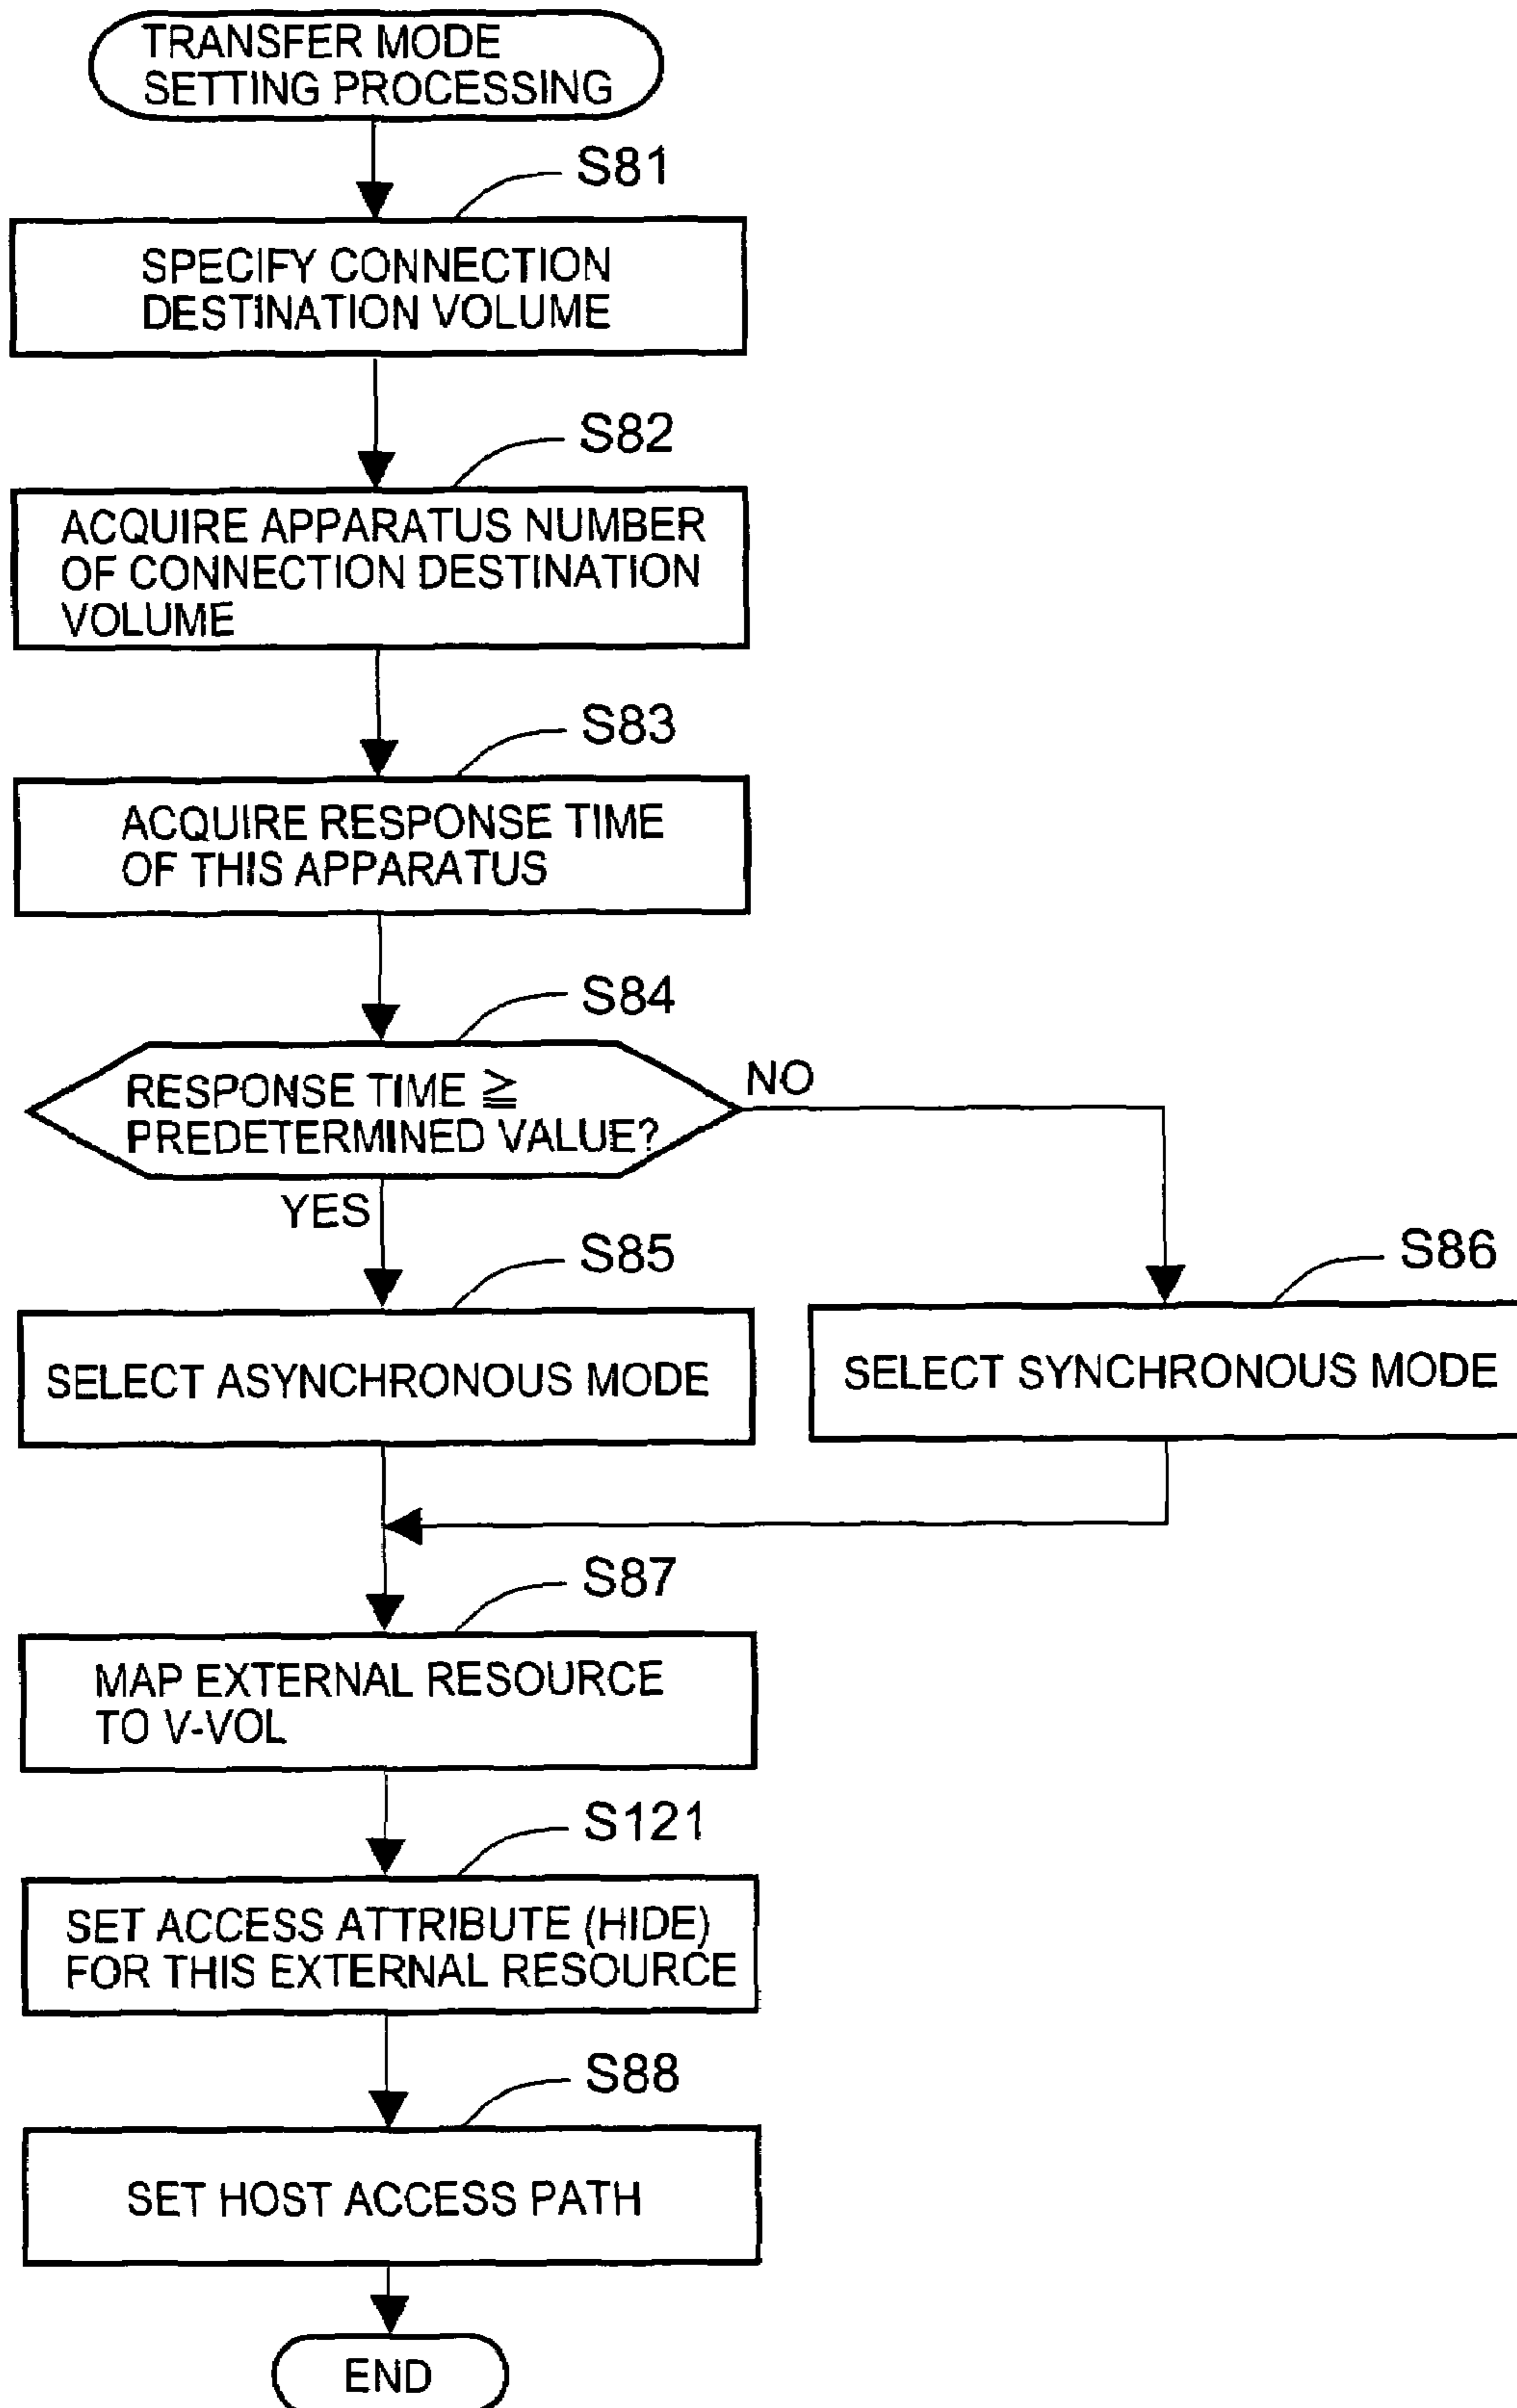 TRANSFER MODE
SETTING PROCESSING
S81
SPECIFY CONNECTION
DESTINATION VOLUME
S82
ACQUIRE APPARATUS NUMBER
OF CONNECTION DESTINATION
VOLUME
S83
ACQUIRE RESPONSE TIME
OF THIS APPARATUS
S84
RESPONSE TIME ≧
PREDETERMINED VALUE?
NO
YES
S85
SELECT ASYNCHRONOUS MODE
S86
SELECT SYNCHRONOUS MODE
S87
MAP EXTERNAL RESOURCE
TO V-VOL
S121
SET ACCESS ATTRIBUTE (HIDE)
FOR THIS EXTERNAL RESOURCE
S88
SET HOST ACCESS PATH
END